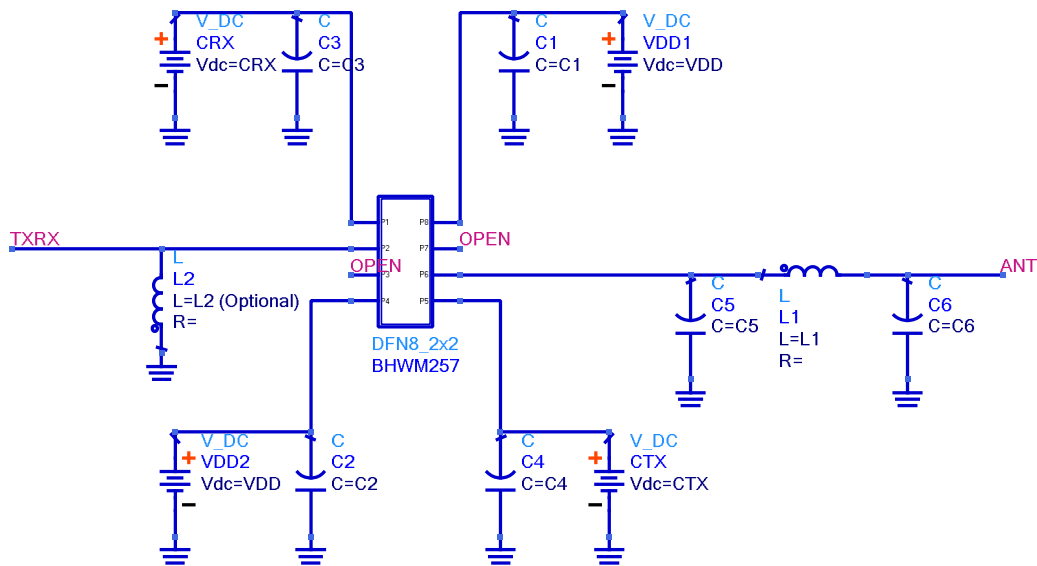 V_DC
CRX
Vdc=CRX
C
C3
C=C3
C
C1
C=C1
V_DC
VDD1
Vdc=VDD
TXRX
P1
P2
P3
P4
P8
P7
P6
P5
OPEN
OPEN
ANT
L
L2
L=L2 (Optional)
R=
DFN8_2x2
BHWM257
C
C5
C=C5
L
L1
L=L1
R=
C
C6
C=C6
V_DC
VDD2
Vdc=VDD
C
C2
C=C2
C
C4
C=C4
V_DC
CTX
Vdc=CTX